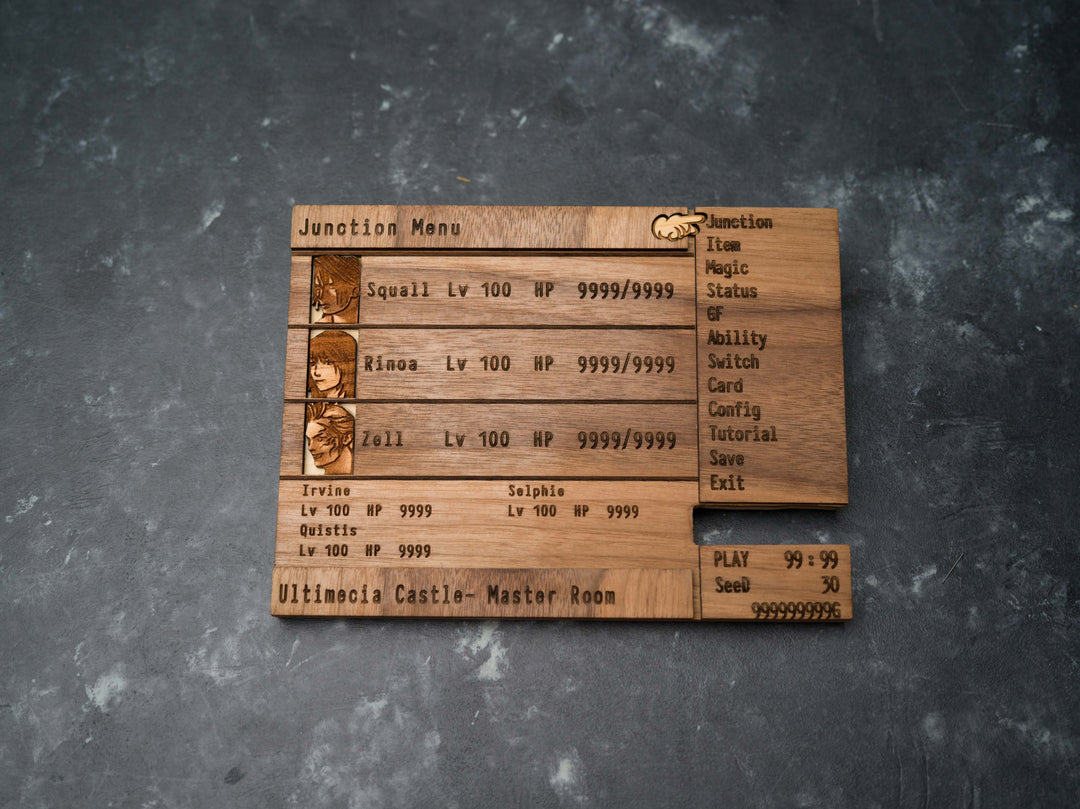 Junction Menu
Squall Lv 100 HP 9999/9999
Rinoa Lv 100 HP 9999/9999
Zell Lv 100 HP 9999/9999
Irvine Selphie
Lv 100 HP 9999 Lv 100 HP 9999
Quistis
Lv 100 HP 9999
Ultimecia Castle- Master Room
Junction
Item
Magic
Status
GF
Ability
Switch
Card
Config
Tutorial
Save
Exit
PLAY 99:99
SeeD 30
999999999G